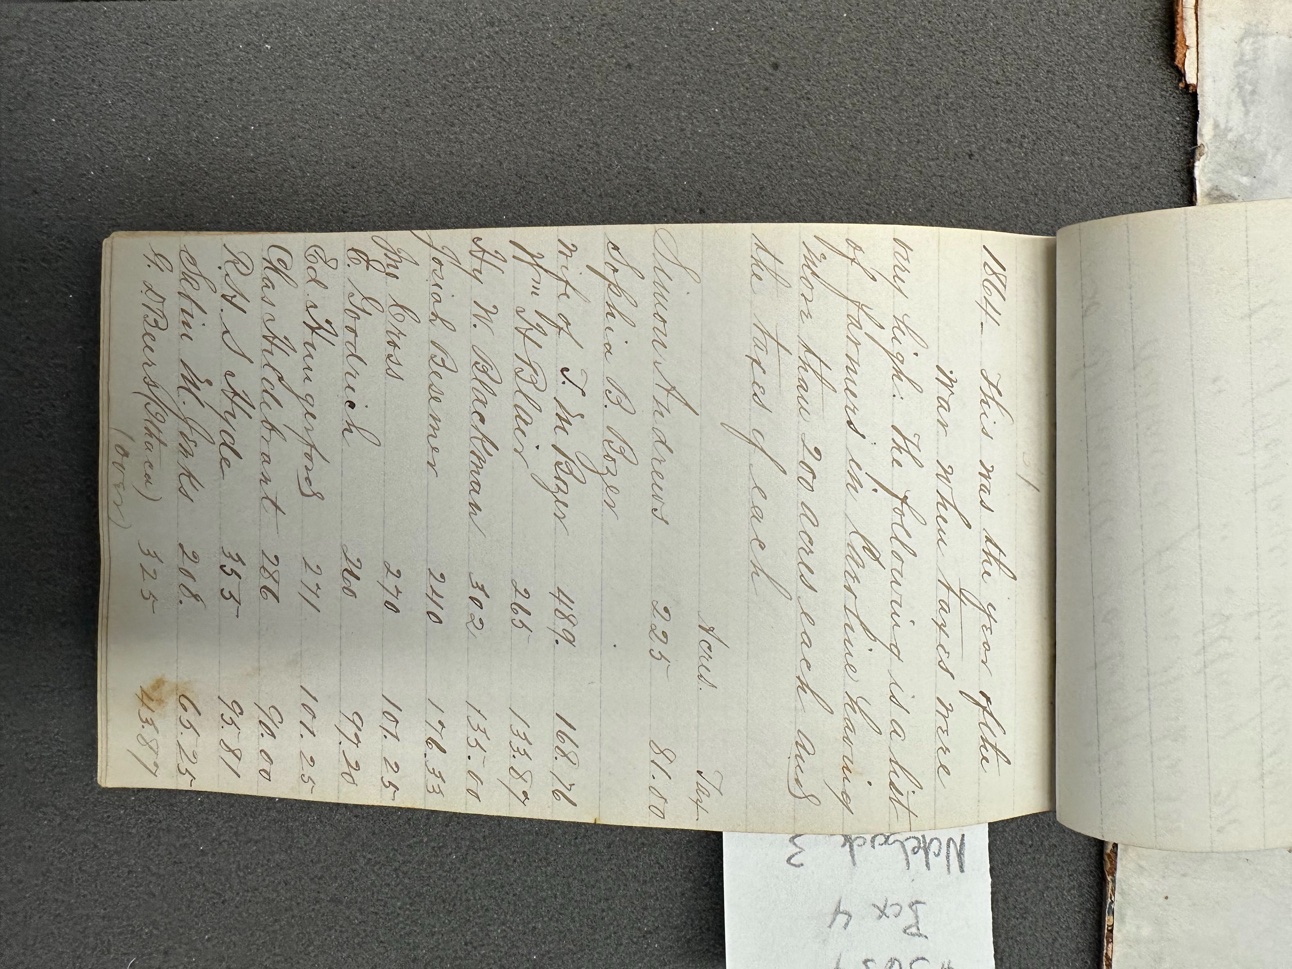 51
1864 - This was the year of the
war when taxes were
very high: The following is a list
of farmers in Caroline having
more than 200 acres each and
the taxes of each
Acres. Tax
Simon Andrews 225 81.00
Sophia B. Bozer
wife of T. M Bozer 489. 168.76
Wm H Blair 265 133.87
Hy W. Blackman 302 135.00
Josiah Besemer 240 176.33
Jno Cross 270 101.25
E. Goodrich 260 97.20
Ed. Hungerford 271 101.25
Chas Hildebrant 286 90.00
R.H. S Hyde 355 95.81
Sabin M. Jenks 208. 65.25
G. D. Beers (Ithaca) 325 43.87
(over)
Box 4
Notebook 3